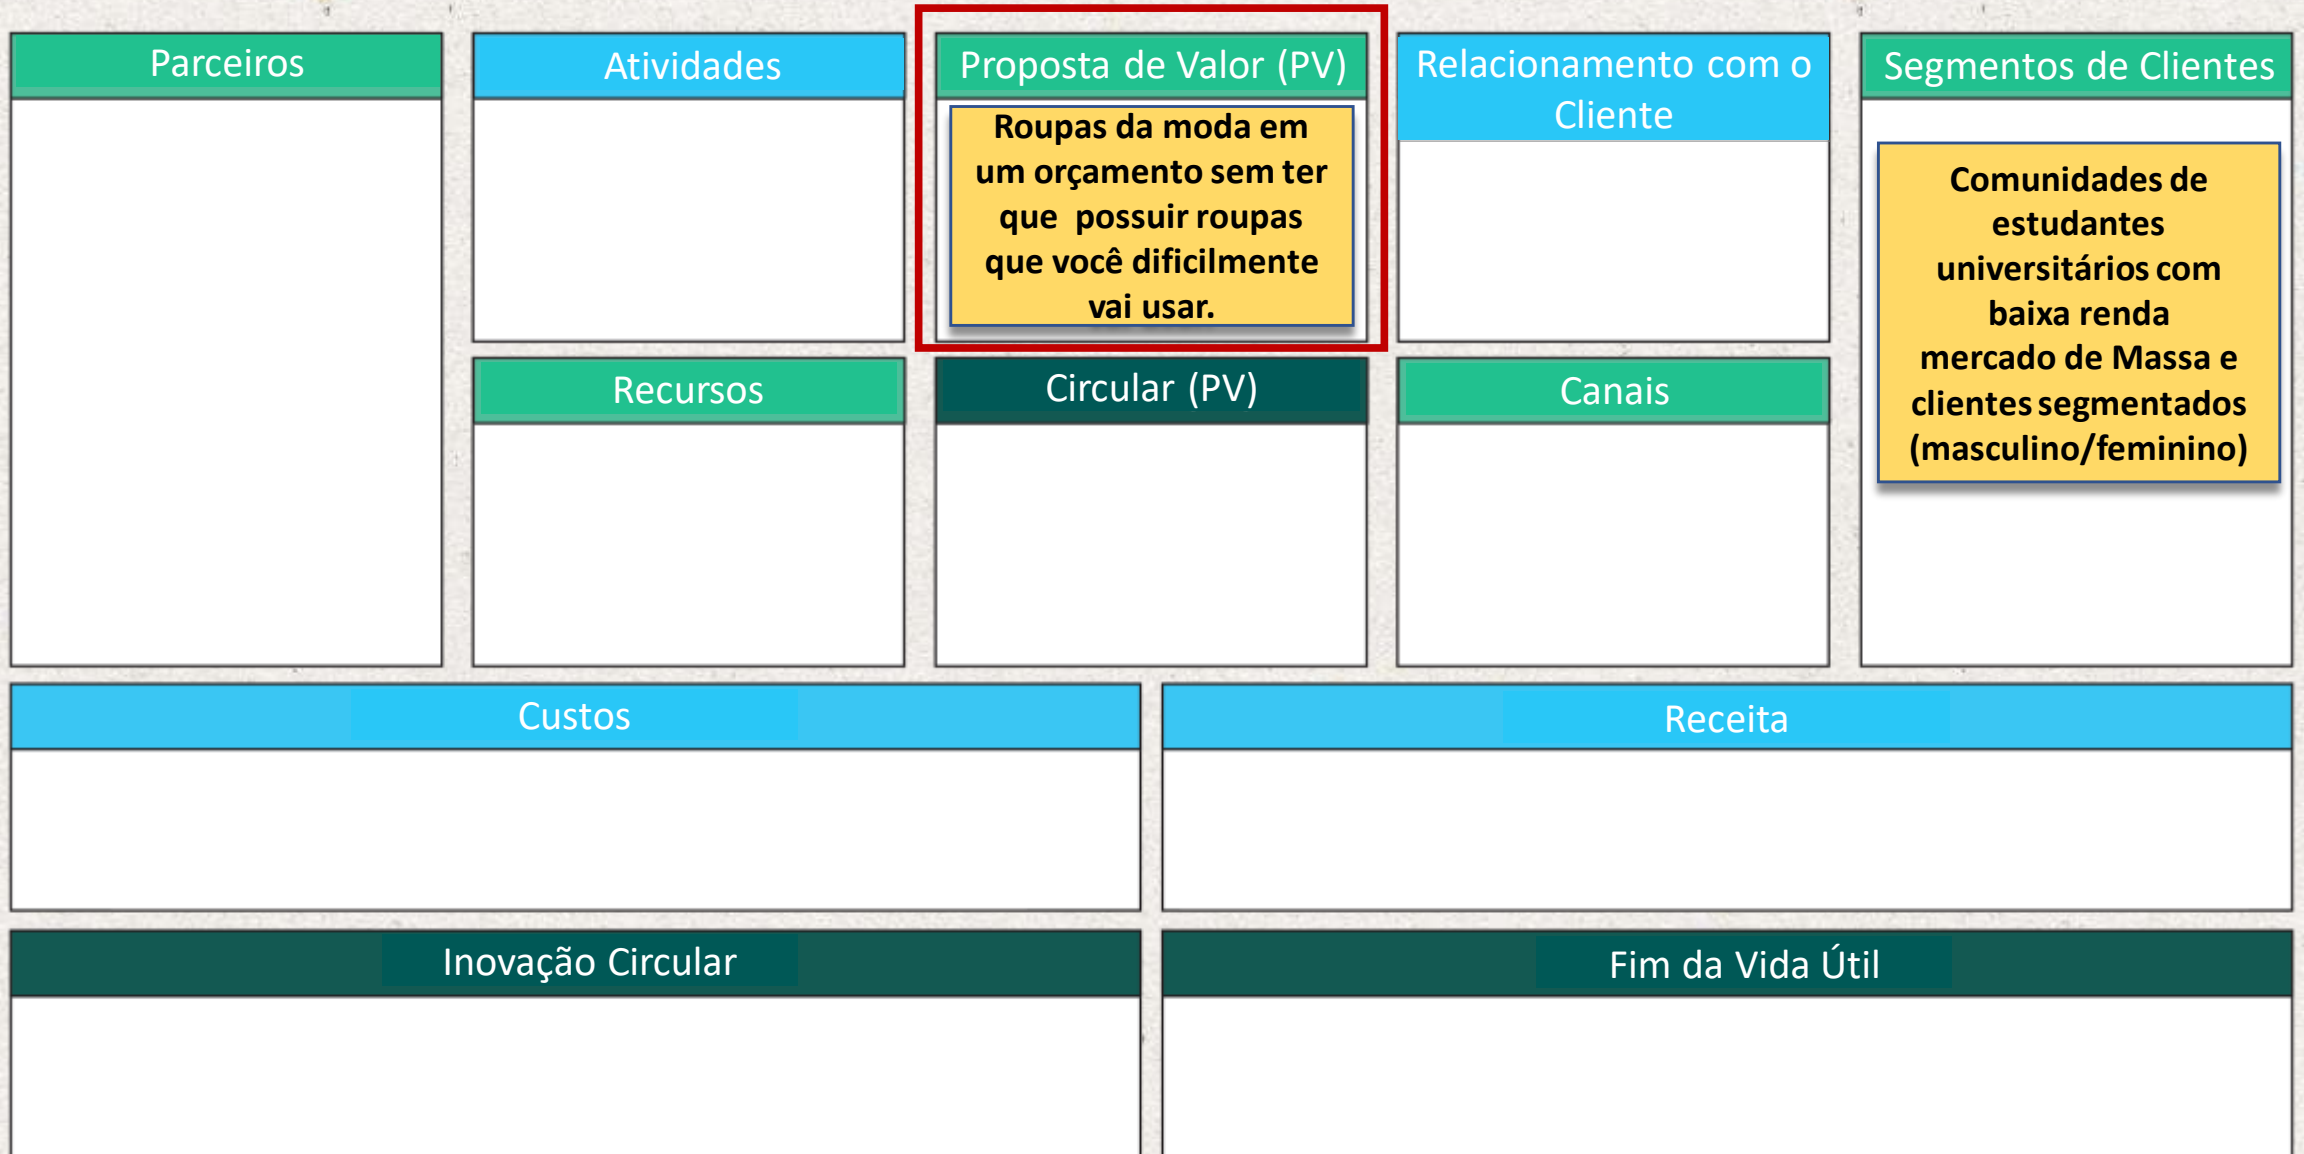 Parceiros
Atividades
Proposta de Valor (PV)
Roupas da moda em
um orçamento sem ter
que possuir roupas
que você dificilmente
vai usar.
Relacionamento com o
Cliente
Segmentos de Clientes
Comunidades de
estudantes
universitários com
baixa renda
mercado de Massa e
clientes segmentados
(masculino/feminino)
Recursos
Circular (PV)
Canais
Custos
Receita
Inovação Circular
Fim da Vida Útil